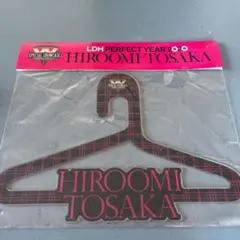 LDH PERFECT YEAR 2020
HIROOMI TOSAKA
HIROOMI
TOSAKA